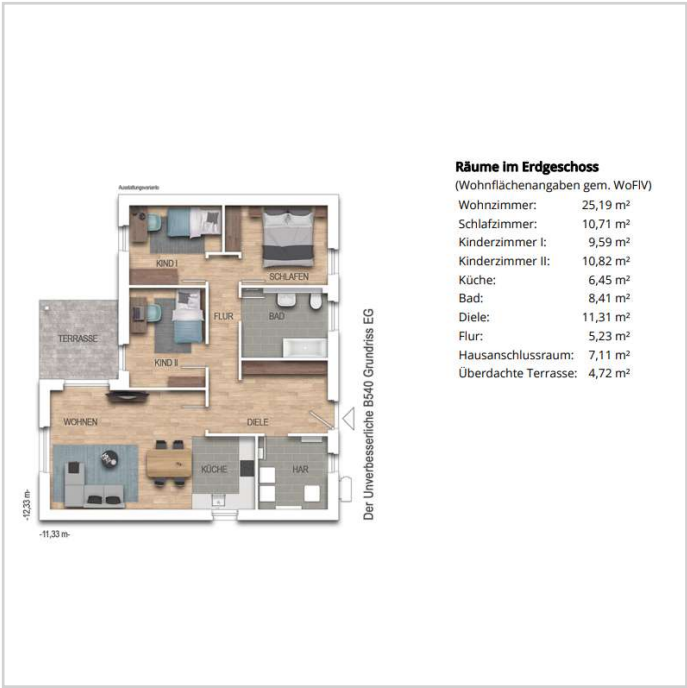 Ausstattungsvariante
KIND I
SCHLAFEN
FLUR
BAD
TERRASSE
KIND II
WOHNEN
DIELE
KÜCHE
HAR
-12,33 m-
-11,33 m-
Der Unverbesserliche B540 Grundriss EG
Räume im Erdgeschoss
(Wohnflächenangaben gem. WoFlV)
Wohnzimmer: 25,19 m²
Schlafzimmer: 10,71 m²
Kinderzimmer I: 9,59 m²
Kinderzimmer II: 10,82 m²
Küche: 6,45 m²
Bad: 8,41 m²
Diele: 11,31 m²
Flur: 5,23 m²
Hausanschlussraum: 7,11 m²
Überdachte Terrasse: 4,72 m²